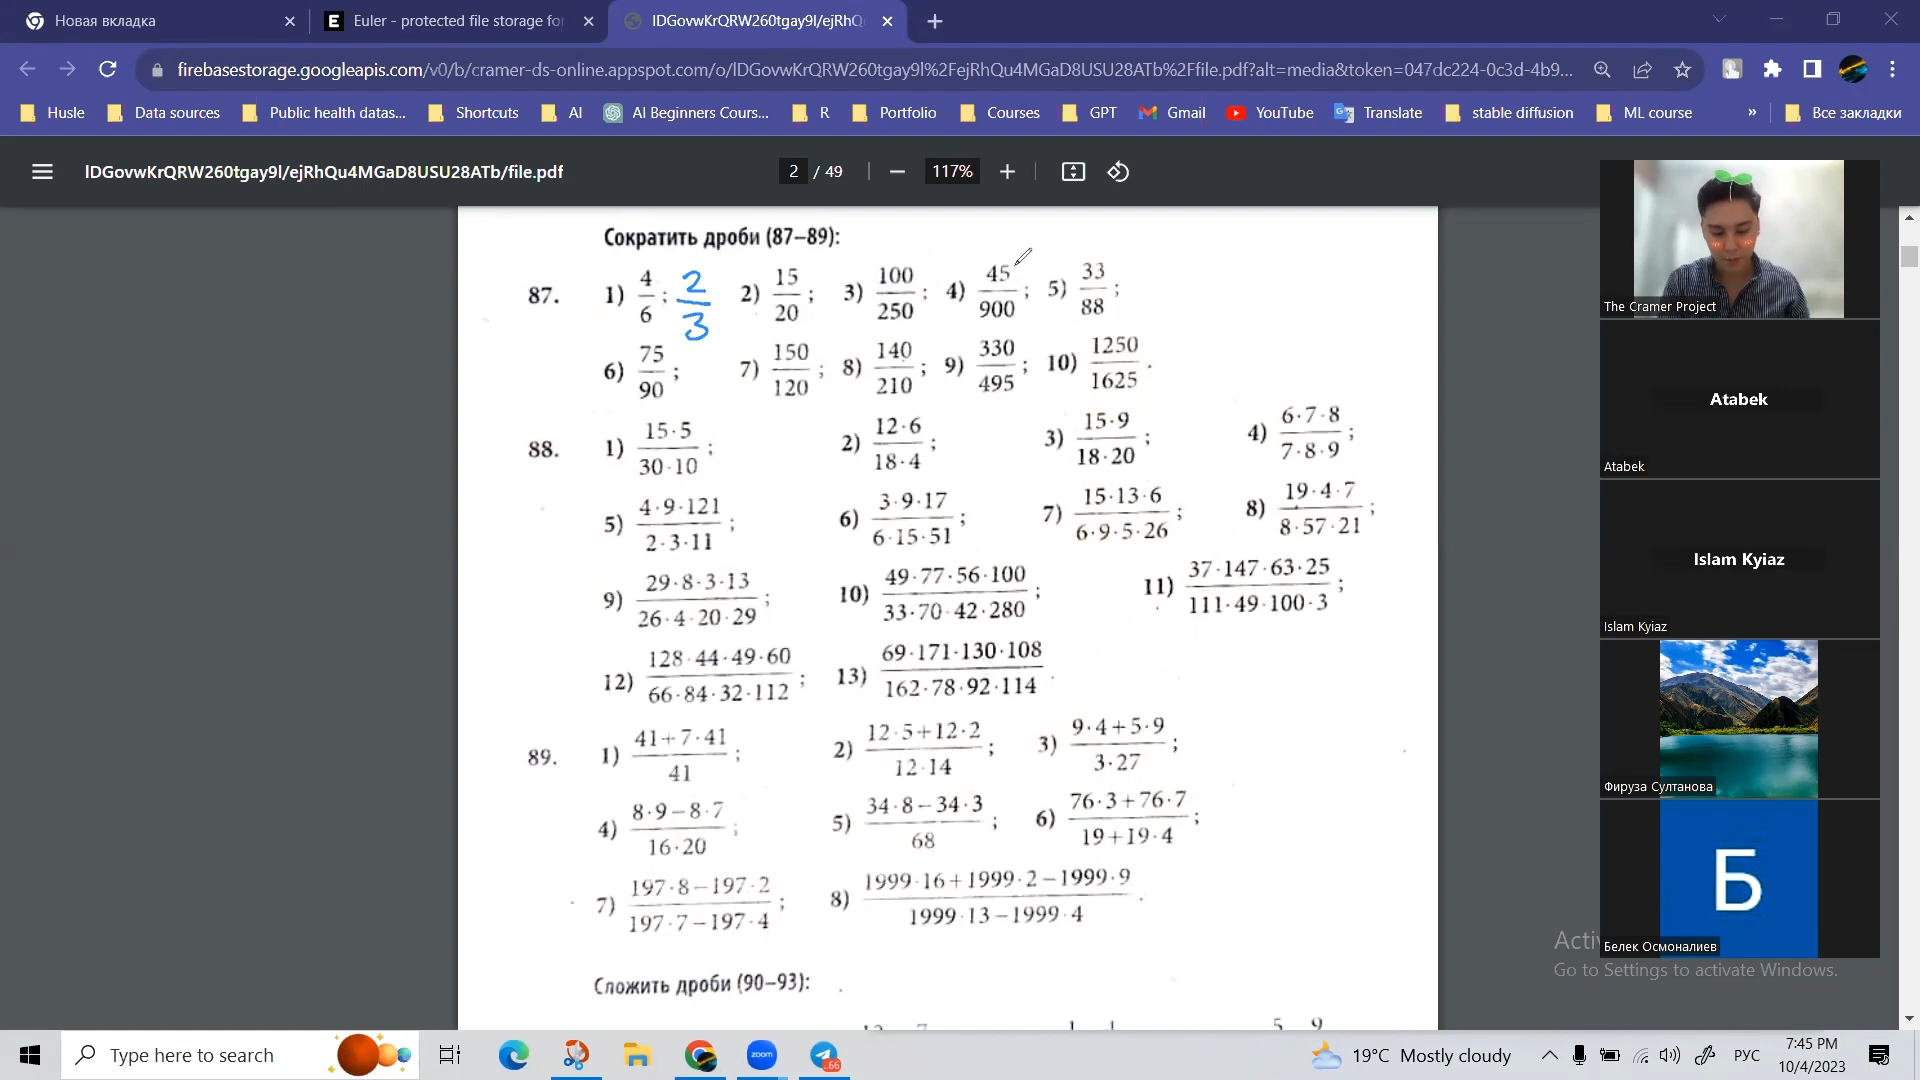 Новая вкладка
Euler - protected file storage for
lDGovwKrQRW260tgay9l/ejRhQu
firebasestorage.googleapis.com/v0/b/cramer-ds-online.appspot.com/o/lDGovwKrQRW260tgay9l%2FejRhQu4MGaD8USU28ATb%2Ffile.pdf?alt=media&token=047dc224-0c3d-4b9...
Husle Data sources Public health datas... Shortcuts AI AI Beginners Cours... R Portfolio Courses GPT Gmail YouTube Translate stable diffusion ML course » Все закладки
lDGovwKrQRW260tgay9l/ejRhQu4MGaD8USU28ATb/file.pdf 2 / 49 − 117% +
Сократить дроби (87–89):
87. 1) 4/6; 2/3 2) 15/20; 3) 100/250; 4) 45/900; 5) 33/88;
6) 75/90; 7) 150/120; 8) 140/210; 9) 330/495; 10) 1250/1625.
88. 1) 15·5/30·10; 2) 12·6/18·4; 3) 15·9/18·20; 4) 6·7·8/7·8·9;
5) 4·9·121/2·3·11; 6) 3·9·17/6·15·51; 7) 15·13·6/6·9·5·26; 8) 19·4·7/8·57·21;
9) 29·8·3·13/26·4·20·29; 10) 49·77·56·100/33·70·42·280; 11) 37·147·63·25/111·49·100·3;
12) 128·44·49·60/66·84·32·112; 13) 69·171·130·108/162·78·92·114.
89. 1) 41+7·41/41; 2) 12·5+12·2/12·14; 3) 9·4+5·9/3·27;
4) 8·9−8·7/16·20; 5) 34·8−34·3/68; 6) 76·3+76·7/19+19·4;
7) 197·8−197·2/197·7−197·4; 8) 1999·16+1999·2−1999·9/1999·13−1999·4.
Сложить дроби (90–93):
The Cramer Project
Atabek
Atabek
Islam Kyiaz
Islam Kyiaz
Фируза Султанова
Б
Белек Осмоналиев
Go to Settings to activate Windows.
Type here to search
zoom
66
19°C Mostly cloudy
РУС
7:45 PM
10/4/2023